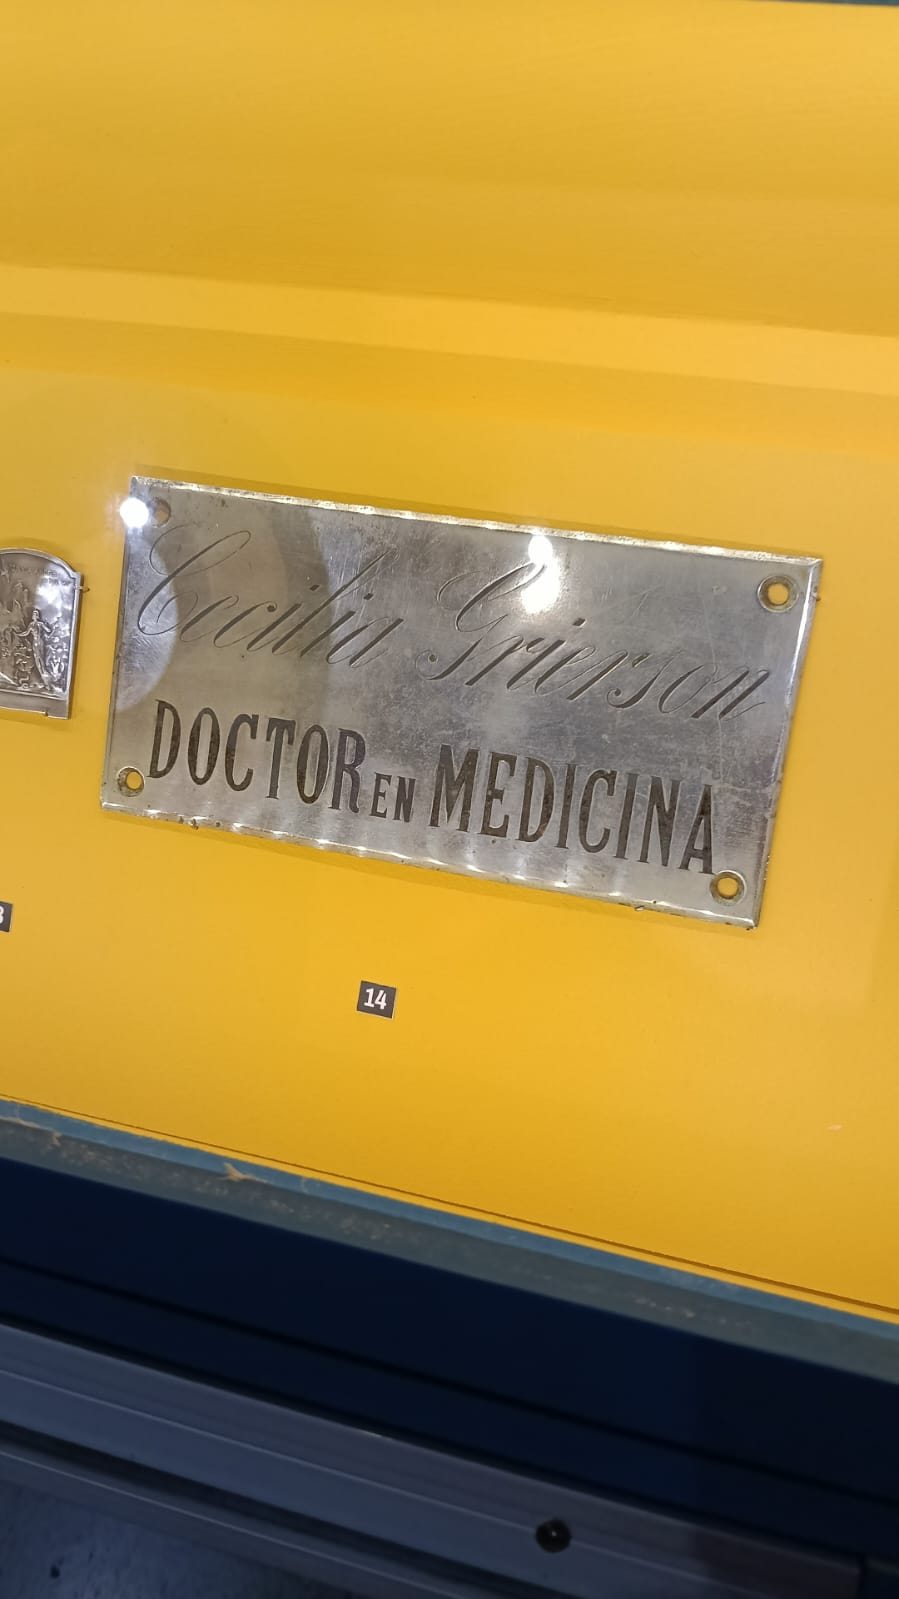 Cecilia Grierson
DOCTOR EN MEDICINA
14